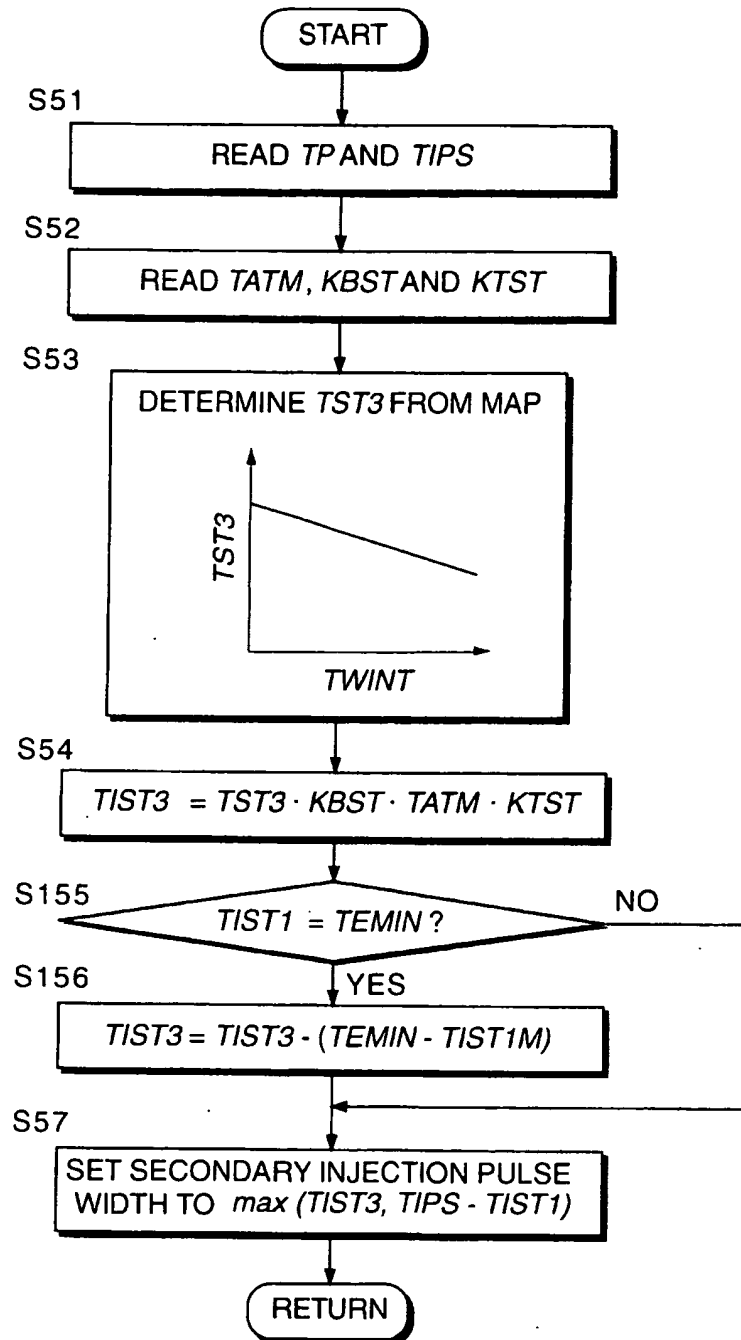 START
S51
READ TP AND TIPS
S52
READ TATM, KBST AND KTST
S53
DETERMINE TST3 FROM MAP
TST3
TWINT
S54
TIST3 = TST3 · KBST · TATM · KTST
S155
TIST1 = TEMIN ?
NO
YES
S156
TIST3 = TIST3 - (TEMIN - TIST1M)
S57
SET SECONDARY INJECTION PULSE
WIDTH TO max (TIST3, TIPS - TIST1)
RETURN